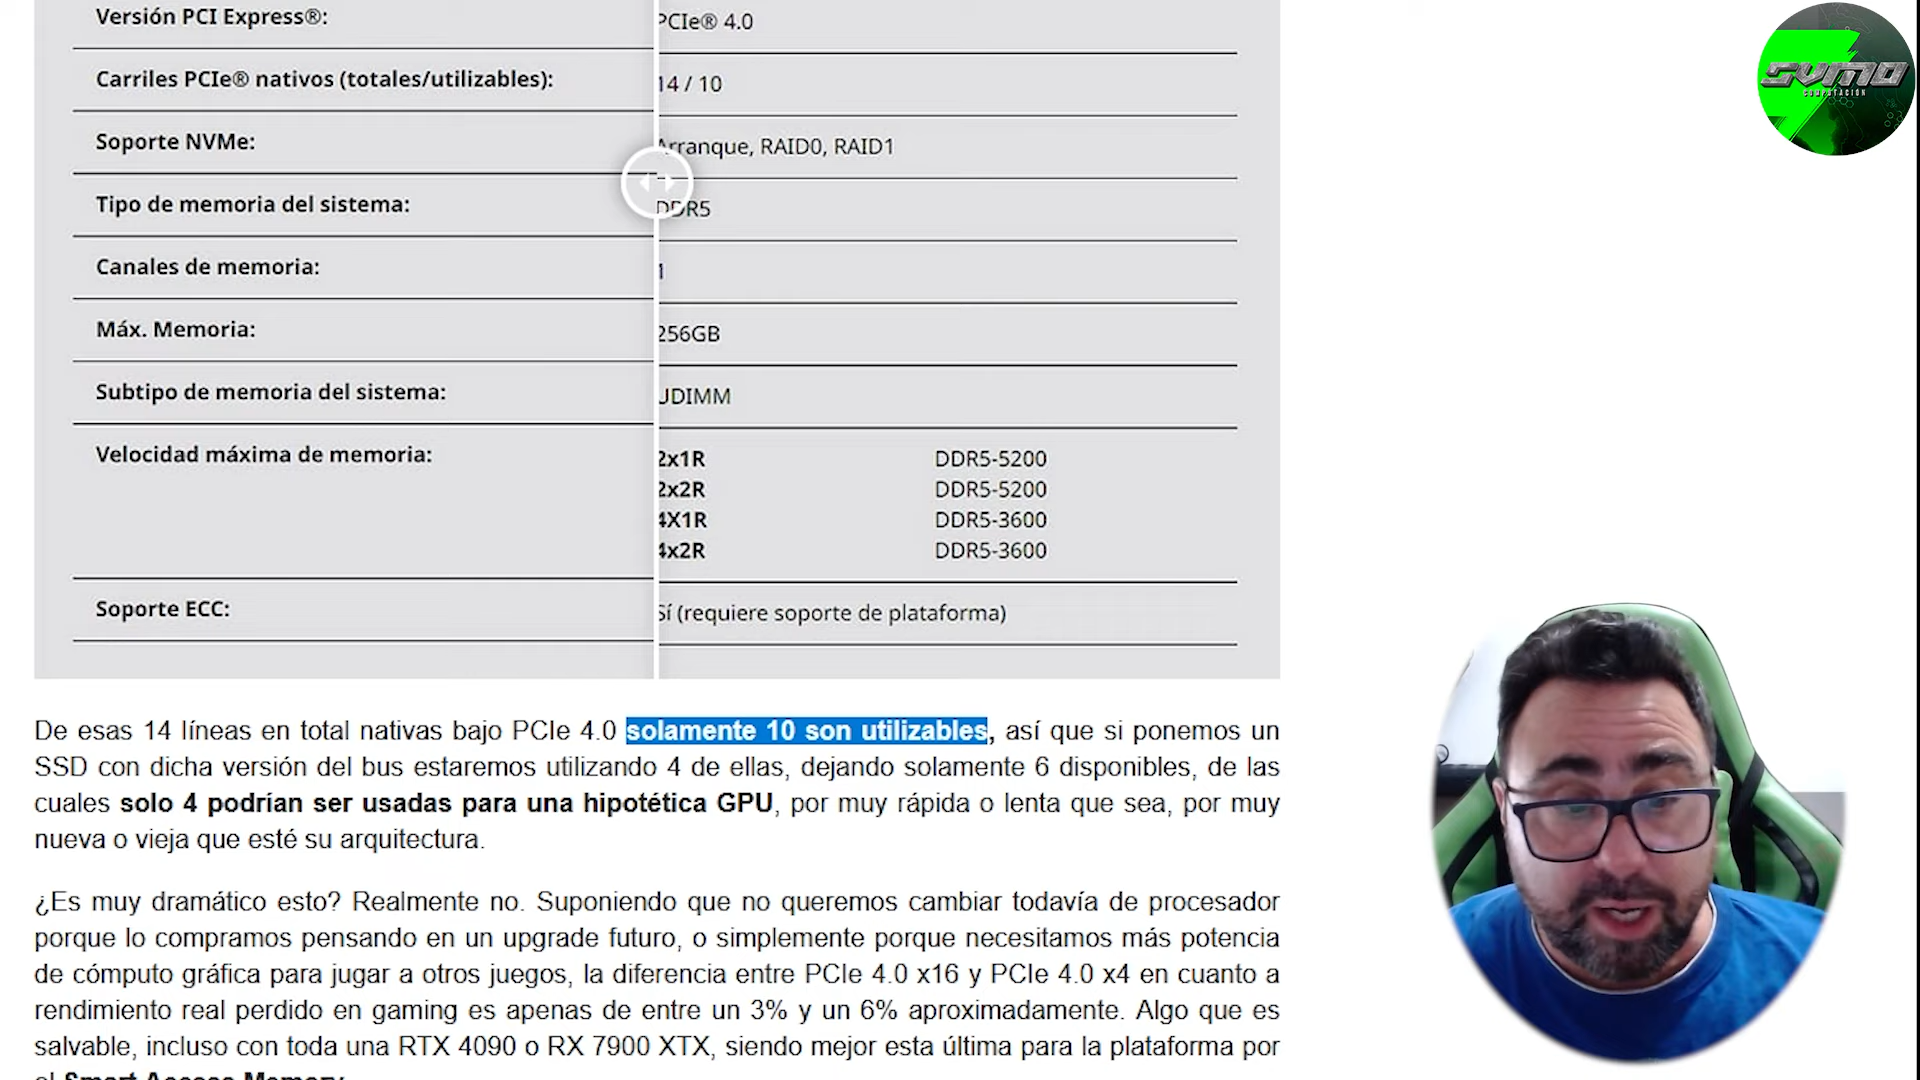 Versión PCI Express®: PCIe® 4.0
Carriles PCIe® nativos (totales/utilizables): 14 / 10
Soporte NVMe: Arranque, RAID0, RAID1
Tipo de memoria del sistema: DDR5
Canales de memoria: 1
Máx. Memoria: 256GB
Subtipo de memoria del sistema: UDIMM
Velocidad máxima de memoria: 2x1R DDR5-5200
2x2R DDR5-5200
4X1R DDR5-3600
4x2R DDR5-3600
Soporte ECC: Sí (requiere soporte de plataforma)
De esas 14 líneas en total nativas bajo PCIe 4.0 solamente 10 son utilizables, así que si ponemos un
SSD con dicha versión del bus estaremos utilizando 4 de ellas, dejando solamente 6 disponibles, de las
cuales solo 4 podrían ser usadas para una hipotética GPU, por muy rápida o lenta que sea, por muy
nueva o vieja que esté su arquitectura.
¿Es muy dramático esto? Realmente no. Suponiendo que no queremos cambiar todavía de procesador
porque lo compramos pensando en un upgrade futuro, o simplemente porque necesitamos más potencia
de cómputo gráfica para jugar a otros juegos, la diferencia entre PCIe 4.0 x16 y PCIe 4.0 x4 en cuanto a
rendimiento real perdido en gaming es apenas de entre un 3% y un 6% aproximadamente. Algo que es
salvable, incluso con toda una RTX 4090 o RX 7900 XTX, siendo mejor esta última para la plataforma por
el Smart Access Memory
SYMO
COMPUTACIÓN